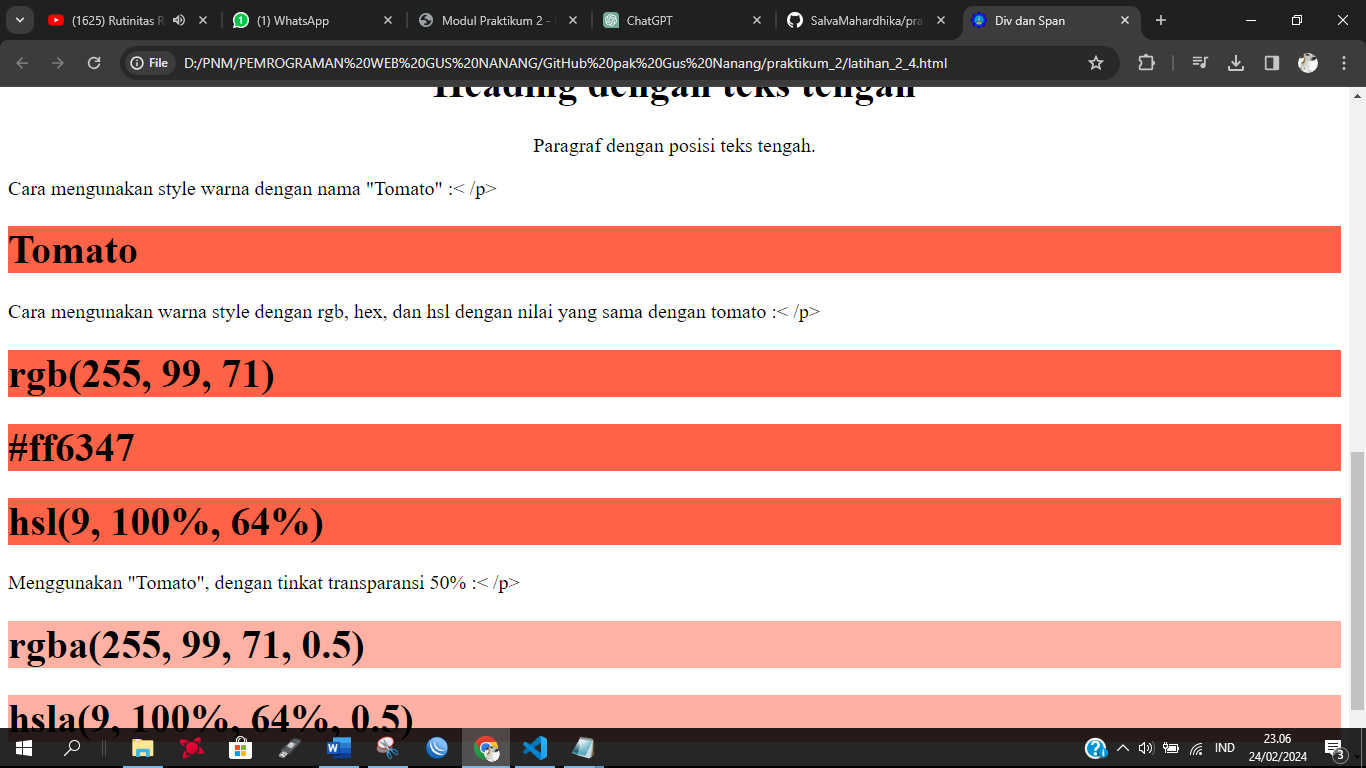 (1625) Rutinitas R
(1) WhatsApp
Modul Praktikum 2 -
ChatGPT
SalvaMahardhika/pra
Div dan Span
File
D:/PNM/PEMROGRAMAN%20WEB%20GUS%20NANANG/GitHub%20pak%20Gus%20Nanang/praktikum_2/latihan_2_4.html
Heading dengan teks tengah
Paragraf dengan posisi teks tengah.
Cara mengunakan style warna dengan nama "Tomato" :< /p>
Tomato
Cara mengunakan warna style dengan rgb, hex, dan hsl dengan nilai yang sama dengan tomato :< /p>
rgb(255, 99, 71)
#ff6347
hsl(9, 100%, 64%)
Menggunakan "Tomato", dengan tinkat transparansi 50% :< /p>
rgba(255, 99, 71, 0.5)
hsla(9, 100%, 64%, 0.5)
IND
23.06
24/02/2024
3